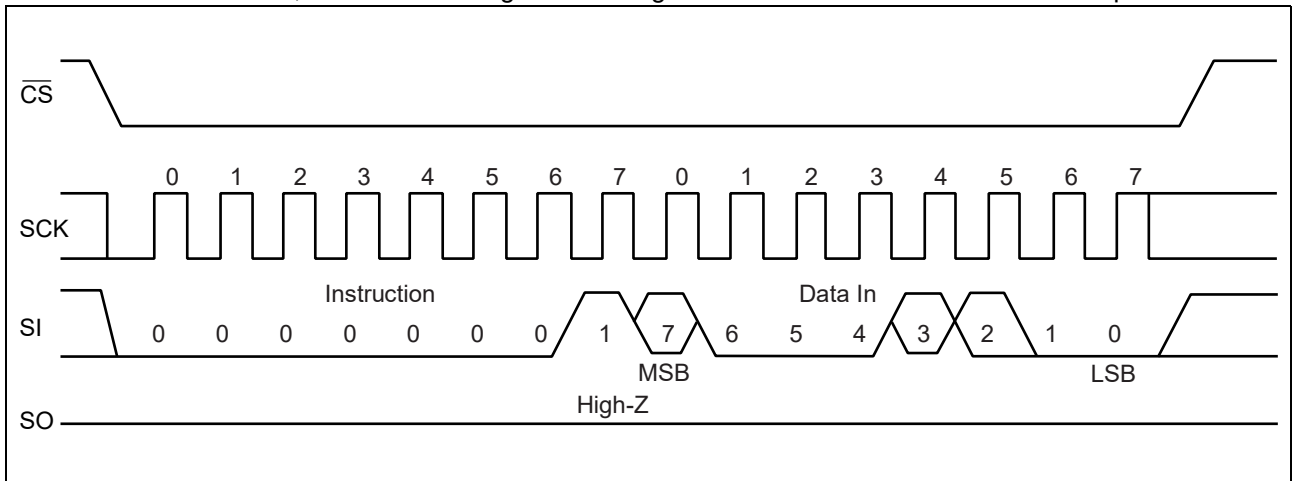 CS
0 1 2 3 4 5 6 7 0 1 2 3 4 5 6 7
SCK
Instruction Data In
SI 0 0 0 0 0 0 0 1 7 6 5 4 3 2 1 0
MSB LSB
High-Z
SO